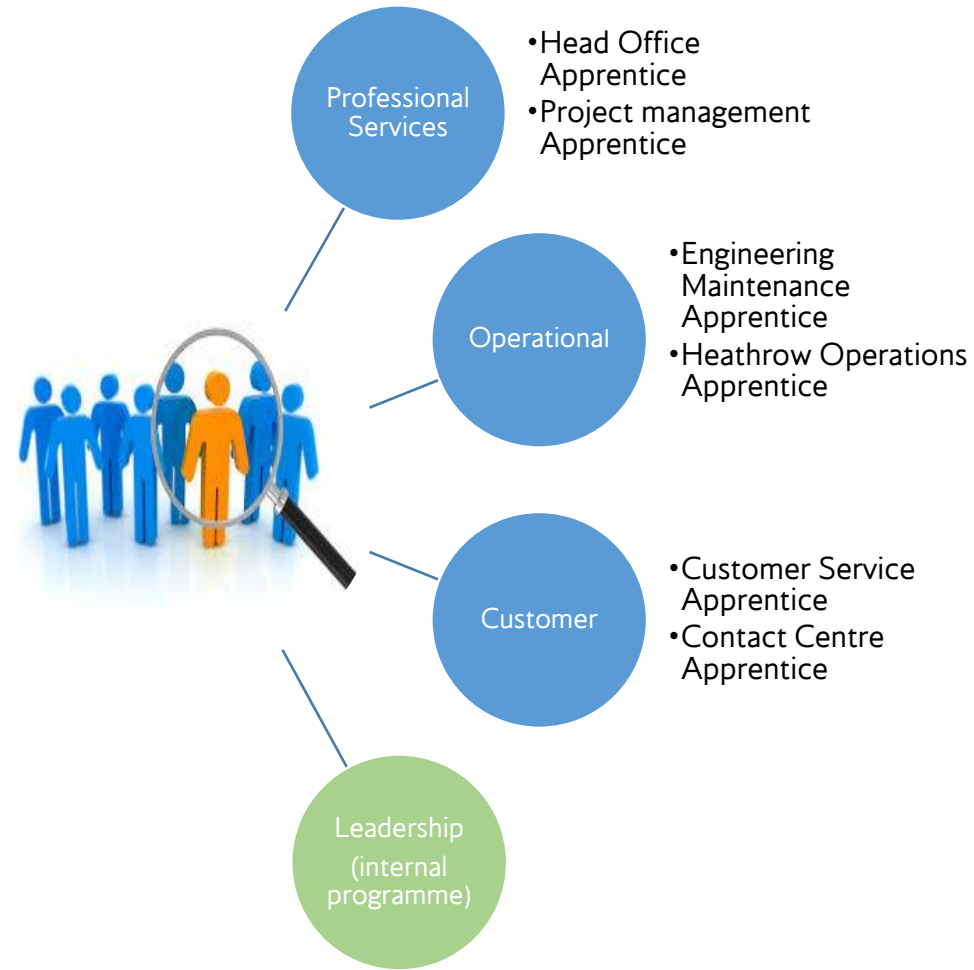 Professional
Services
•Head Office
Apprentice
•Project management
Apprentice
Operational
•Engineering
Maintenance
Apprentice
•Heathrow Operations
Apprentice
Customer
•Customer Service
Apprentice
•Contact Centre
Apprentice
Leadership
(internal
programme)